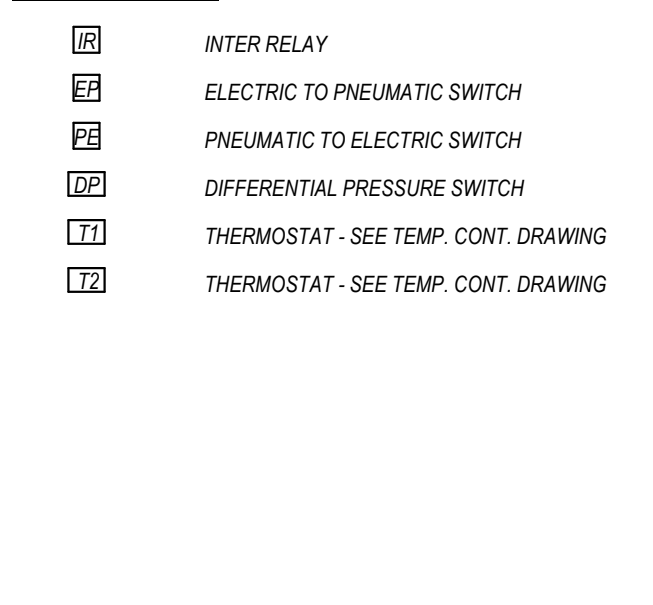 IR INTER RELAY
EP ELECTRIC TO PNEUMATIC SWITCH
PE PNEUMATIC TO ELECTRIC SWITCH
DP DIFFERENTIAL PRESSURE SWITCH
T1 THERMOSTAT - SEE TEMP. CONT. DRAWING
T2 THERMOSTAT - SEE TEMP. CONT. DRAWING